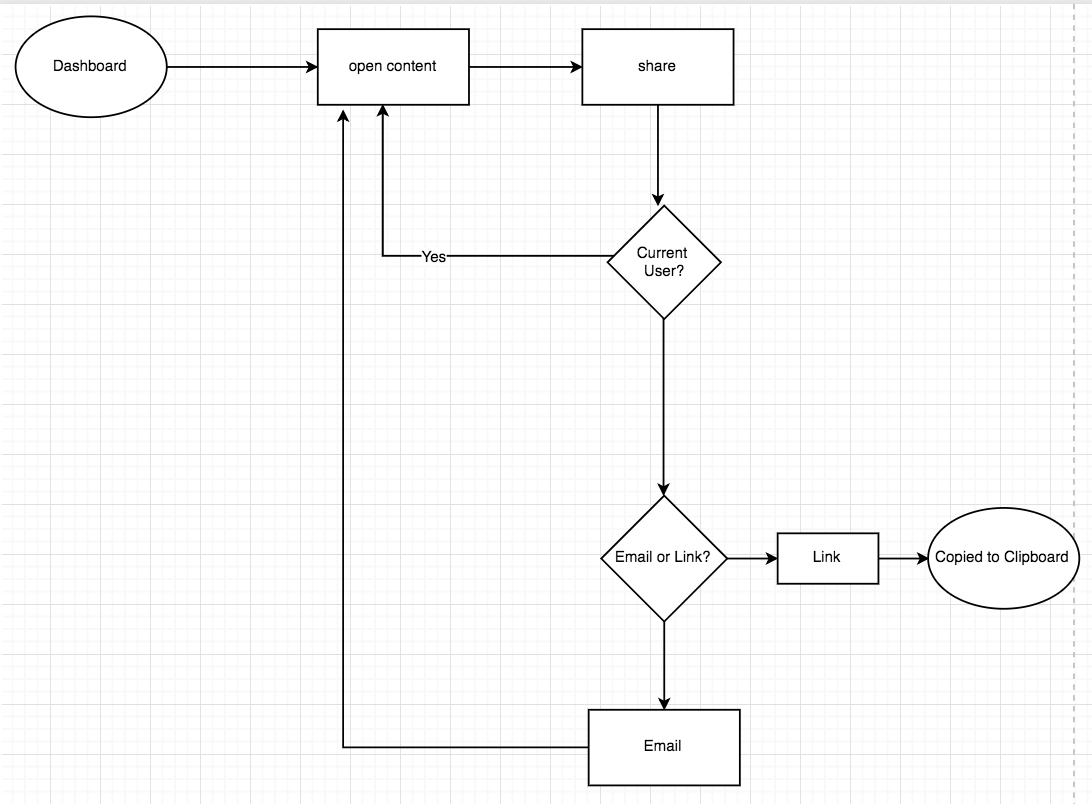 Dashboard
open content
share
Current
User?
Yes
Email or Link?
Link
Copied to Clipboard
Email